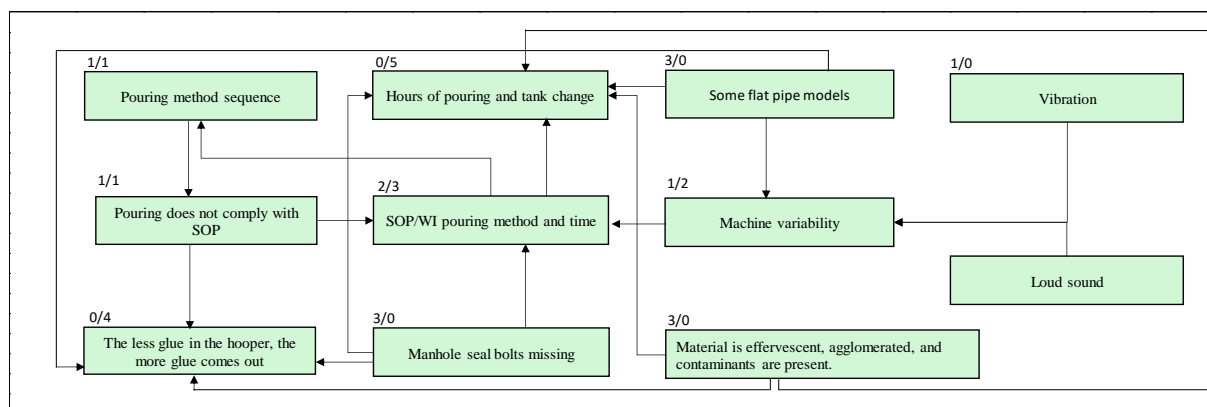 1/1
Pouring method sequence
0/5
Hours of pouring and tank change
3/0
Some flat pipe models
1/0
Vibration
1/1
Pouring does not comply with
SOP
2/3
SOP/WI pouring method and time
1/2
Machine variability
Loud sound
0/4
The less glue in the hooper, the
more glue comes out
3/0
Manhole seal bolts missing
3/0
Material is effervescent, agglomerated, and
contaminants are present.